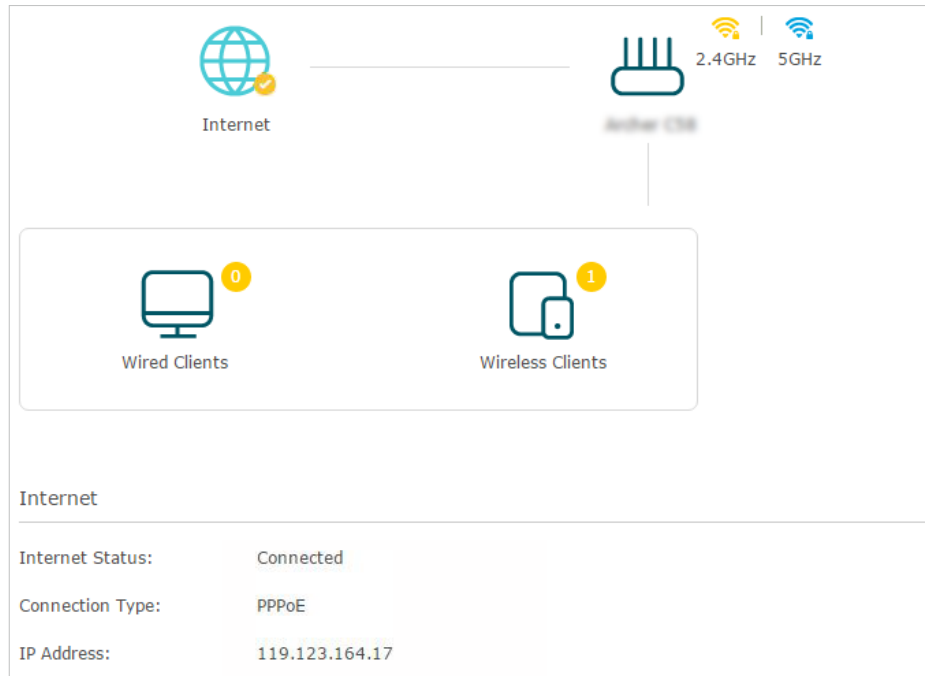 2.4GHz 5GHz
Internet
0
1
Wired Clients
Wireless Clients
Internet
Internet Status: Connected
Connection Type: PPPoE
IP Address: 119.123.164.17